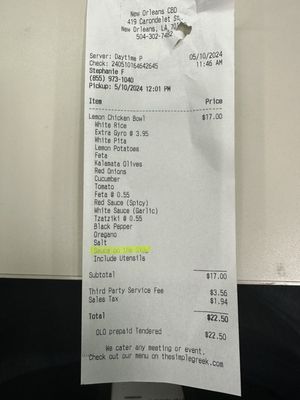 New Orleans CBD
419 Carondelet St
New Orleans, LA
504-302-7482
Server: Daytime P
05/10/2024
Check: 240510164642645
11:46 AM
Stephanie F
(855) 973-1040
Pickup: 5/10/2024 12:01 PM
Item Price
Lemon Chicken Bowl $17.00
White Rice
Extra Gyro @ 3.95
White Pita
Lemon Potatoes
Feta
Kalamata Olives
Red Onions
Cucumber
Tomato
Feta @ 0.55
Red Sauce (Spicy)
White Sauce (Garlic)
Tzatziki @ 0.55
Black Pepper
Oregano
Salt
Sauce on the Side
Include Utensils
Subtotal $17.00
Third Party Service Fee $3.56
Sales Tax $1.94
Total $22.50
OLO prepaid Tendered $22.50
We cater any meeting or event.
Check out our menu on thesimplegreek.com